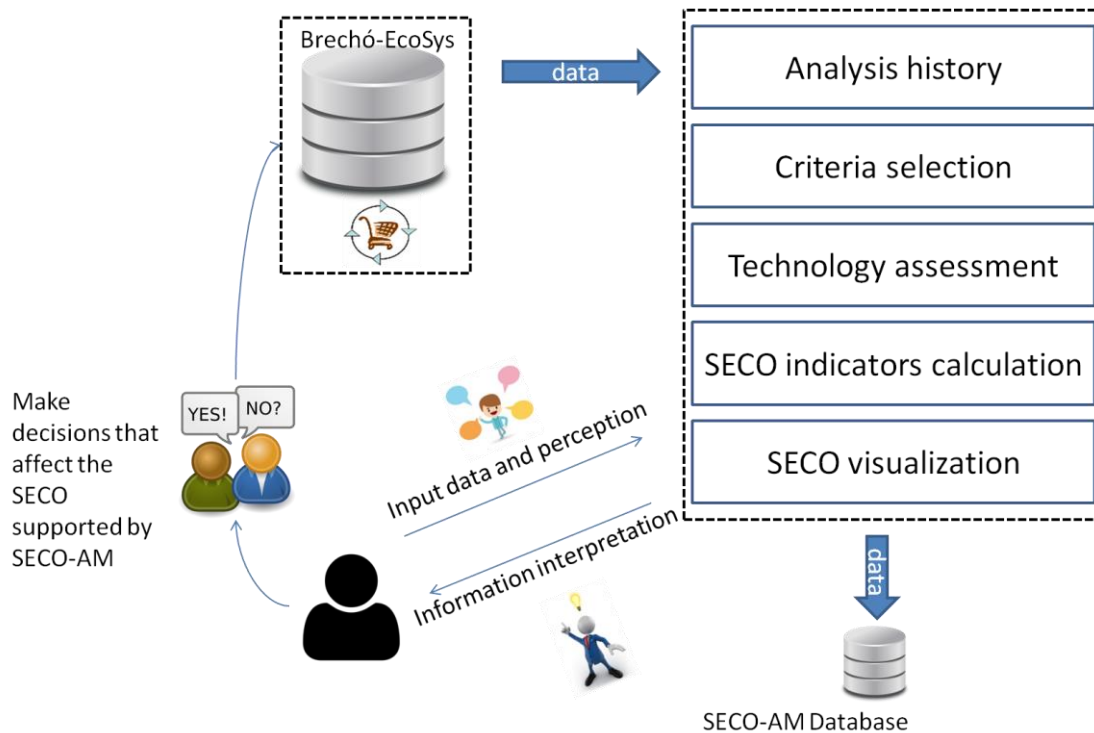 Brechó-EcoSys
data
Analysis history
Criteria selection
Technology assessment
SECO indicators calculation
SECO visualization
YES!
NO?
Make
decisions that
affect the
SECO
supported by
SECO-AM
Input data and perception
Information interpretation
data
SECO-AM Database